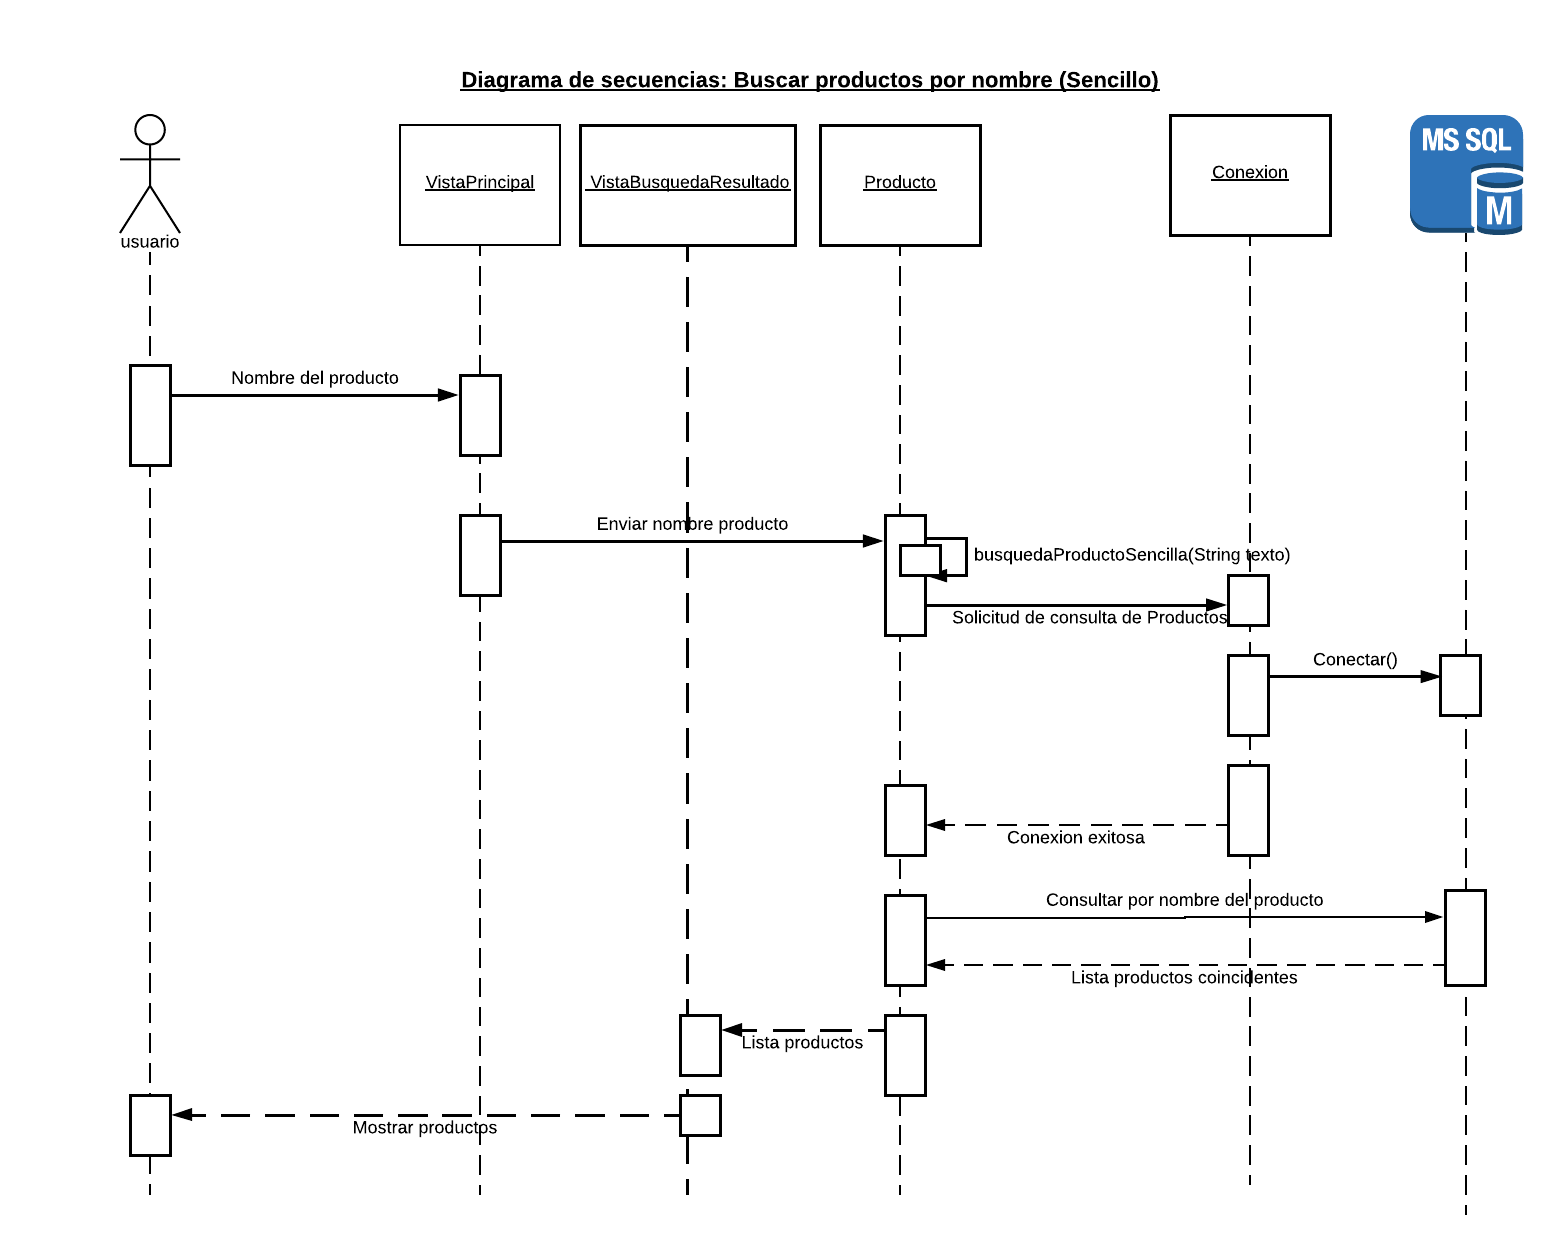 Diagrama de secuencias: Buscar productos por nombre (Sencillo)
usuario
VistaPrincipal
VistaBusquedaResultado
Producto
Conexion
MS SQL
M
Nombre del producto
Enviar nombre producto
busquedaProductoSencilla(String texto)
Solicitud de consulta de Productos
Conectar()
Conexion exitosa
Consultar por nombre del producto
Lista productos coincidentes
Lista productos
Mostrar productos